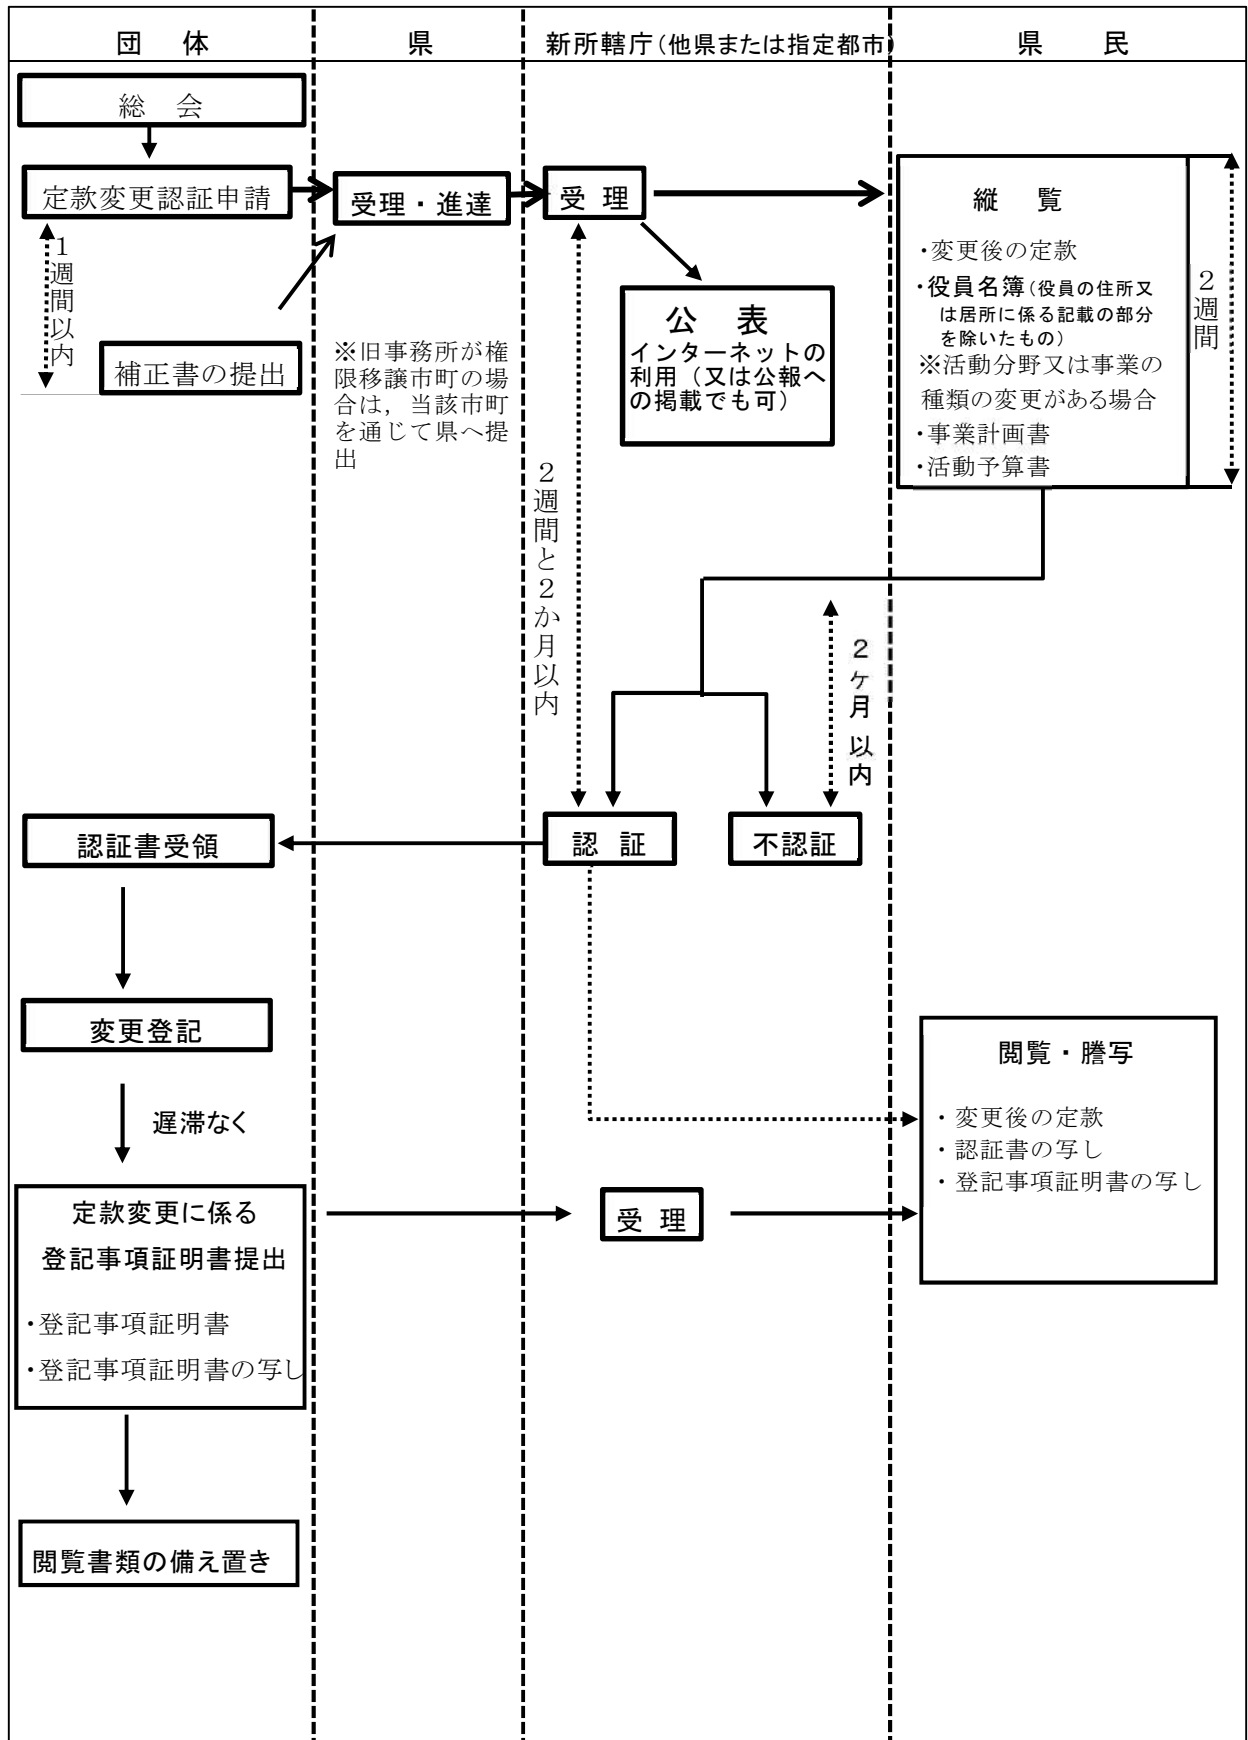 団　体
県
新所轄庁（他県または指定都市）
県　　民
総　会
定款変更認証申請
受理・進達
受 理
縦　覧
・変更後の定款
・役員名簿（役員の住所又
は居所に係る記載の部分
を除いたもの）
※活動分野又は事業の
種類の変更がある場合
・事業計画書
・活動予算書
2週間
1週間以内
補正書の提出
※旧事務所が権
限移譲市町の場
合は，当該市町
を通じて県へ提
出
公　表
インターネットの
利用（又は公報へ
の掲載でも可）
2週間と2か月以内
2ヶ月以内
認 証
不認証
認証書受領
変更登記
遅滞なく
定款変更に係る
登記事項証明書提出
・登記事項証明書
・登記事項証明書の写し
受 理
閲覧・謄写
・変更後の定款
・認証書の写し
・登記事項証明書の写し
閲覧書類の備え置き